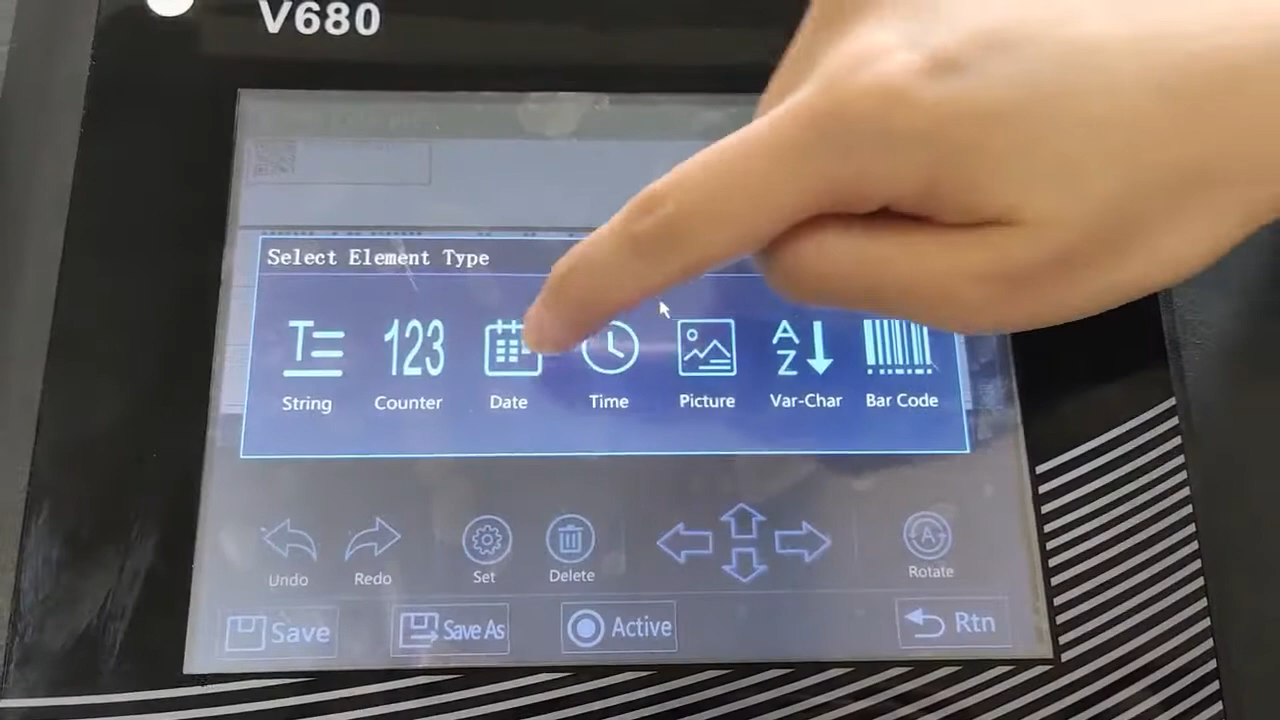 V680
Select Element Type
123
A
Z
String Counter Date Time Picture Var-Char Bar Code
A
Undo Redo Set Delete Rotate
Save Save As Active Rtn